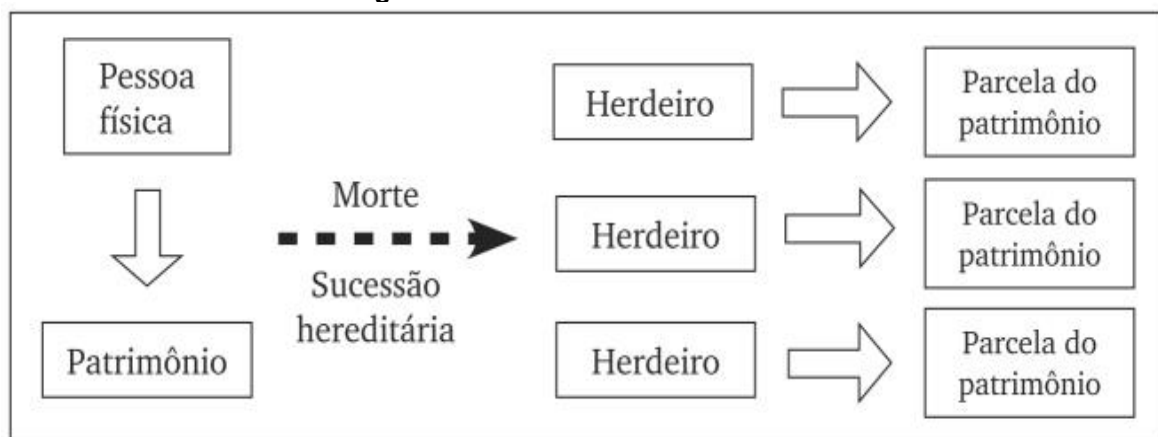 Pessoa
física
Patrimônio
Morte
Sucessão
hereditária
Herdeiro
Parcela do
patrimônio
Herdeiro
Parcela do
patrimônio
Herdeiro
Parcela do
patrimônio